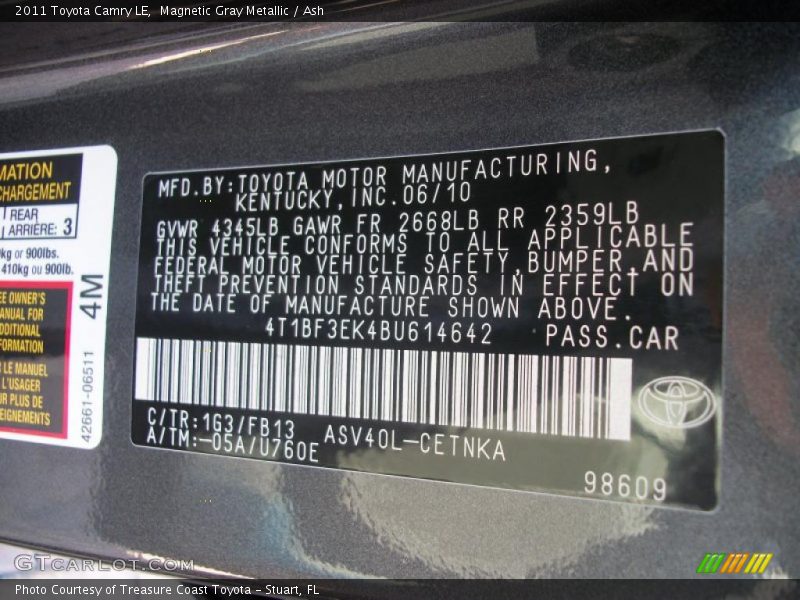 2011 Toyota Camry LE, Magnetic Gray Metallic / Ash
MATION
CHARGEMENT
REAR
ARRIÈRE: 3
kg or 900lbs.
410kg ou 900lb.
EE OWNER'S
ANUAL FOR
DDITIONAL
FORMATION
LE MANUEL
L'USAGER
UR PLUS DE
EIGNEMENTS
4M
42661-06511
MFD.BY:TOYOTA MOTOR MANUFACTURING,
KENTUCKY,INC.06/10
GVWR 4345LB GAWR FR 2668LB RR 2359LB
THIS VEHICLE CONFORMS TO ALL APPLICABLE
FEDERAL MOTOR VEHICLE SAFETY,BUMPER,AND
THEFT PREVENTION STANDARDS IN EFFECT ON
THE DATE OF MANUFACTURE SHOWN ABOVE.
4T1BF3EK4BU614642 PASS.CAR
C/TR:1G3/FB13
A/TM:-05A/U760E ASV40L-CETNKA
98609
GTCARLOT.COM
Photo Courtesy of Treasure Coast Toyota - Stuart, FL